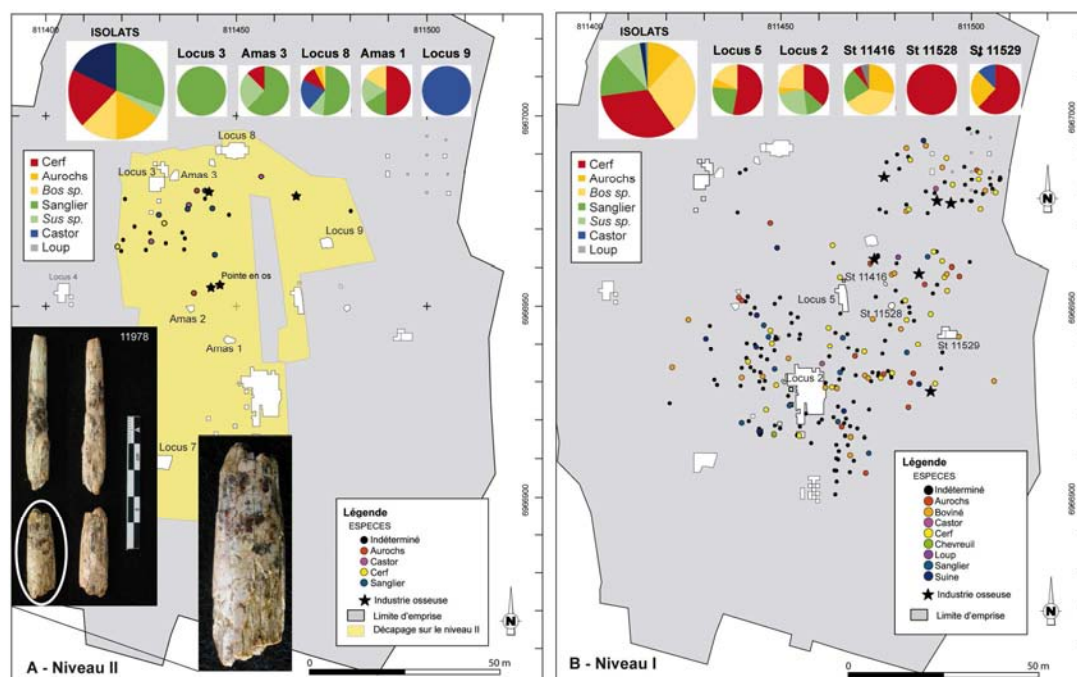 811400
811450
811500
ISOLATS
Locus 3
Amas 3
Locus 8
Amas 1
Locus 9
6967000
Cerf
Aurochs
Bos sp.
Sanglier
Sus sp.
Castor
Loup
Locus 8
Locus 3
Amas 3
Locus 9
Locus 4
Pointe en os
6966950
Amas 2
Amas 1
11978
Locus 7
6966900
Légende
ESPECES
Indéterminé
Aurochs
Castor
Cerf
Sanglier
Industrie osseuse
Limite d'emprise
Décapage sur le niveau II
N
A - Niveau II
0
50 m
811400
811450
811500
ISOLATS
Locus 5
Locus 2
St 11416
St 11528
St 11529
6967000
Cerf
Aurochs
Bos sp.
Sanglier
Sus sp.
Castor
Loup
N
St 11416
Locus 5
St 11528
6966950
St 11529
Locus 2
6966900
Légende
ESPECES
Indéterminé
Aurochs
Boviné
Castor
Cerf
Chevreuil
Loup
Sanglier
Suine
Industrie osseuse
Limite d'emprise
N
B - Niveau I
0
50 m